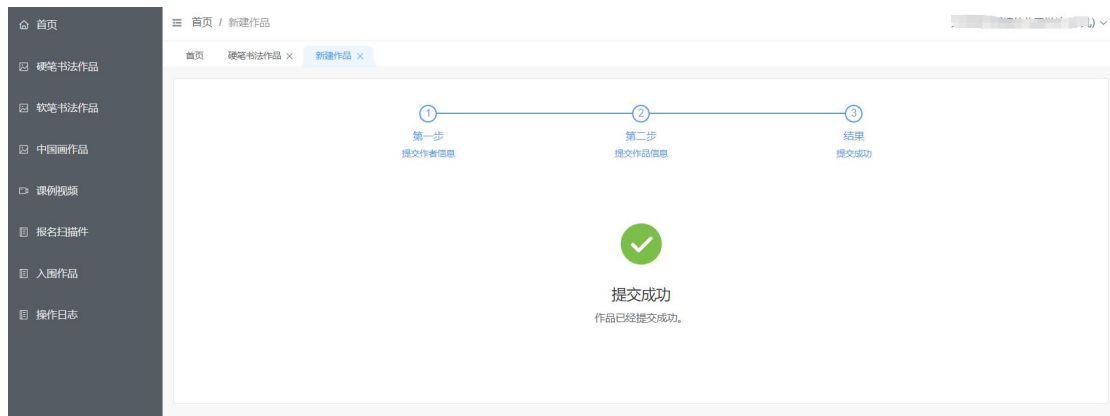 首页
硬笔书法作品
软笔书法作品
中国画作品
课例视频
报名扫描件
入围作品
操作日志
首页 / 新建作品
首页 硬笔书法作品 × 新建作品 ×
1 2 3
第一步 第二步 结果
提交作者信息 提交作品信息 提交成功
提交成功
作品已经提交成功。